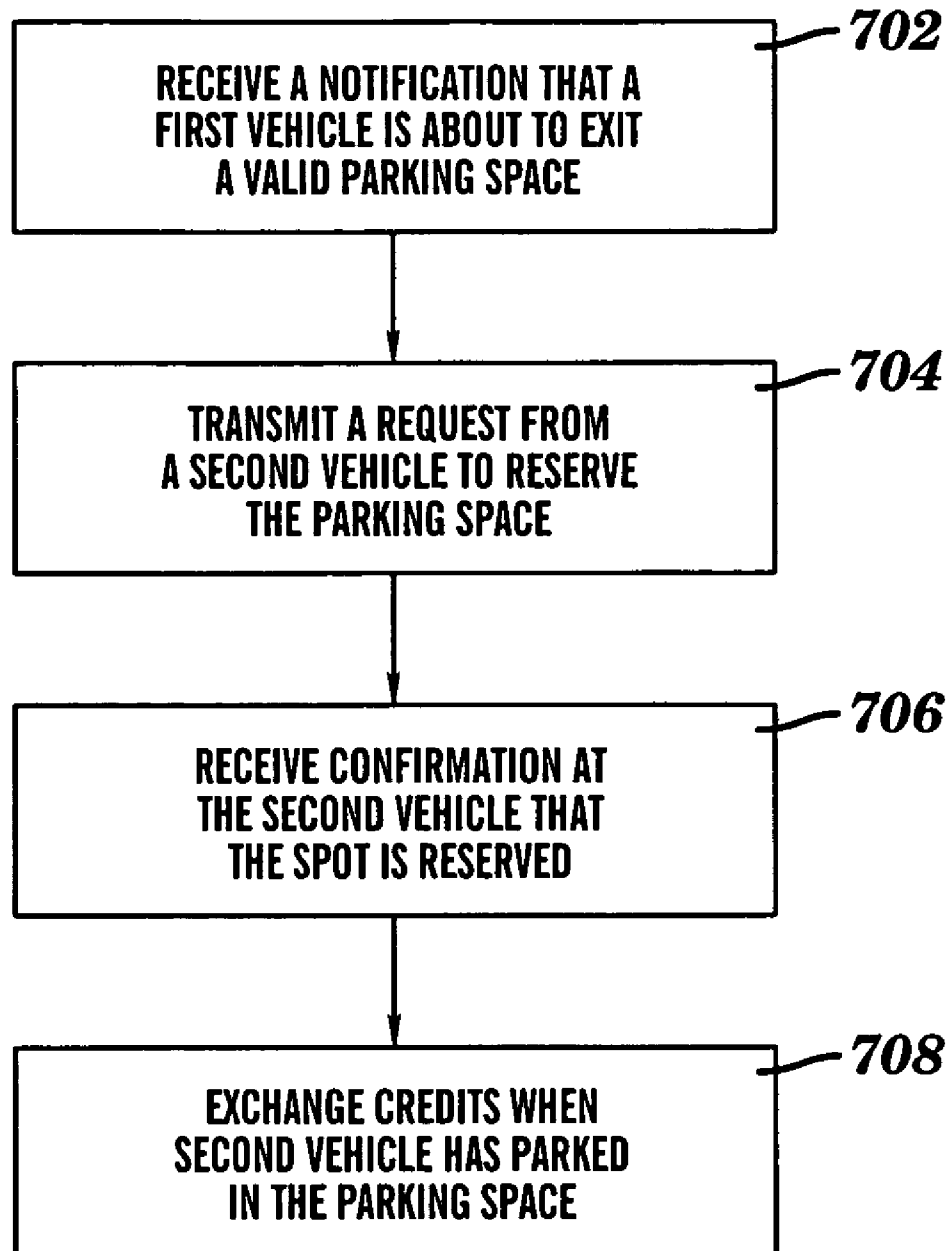 702
RECEIVE A NOTIFICATION THAT A
FIRST VEHICLE IS ABOUT TO EXIT
A VALID PARKING SPACE
704
TRANSMIT A REQUEST FROM
A SECOND VEHICLE TO RESERVE
THE PARKING SPACE
706
RECEIVE CONFIRMATION AT
THE SECOND VEHICLE THAT
THE SPOT IS RESERVED
708
EXCHANGE CREDITS WHEN
SECOND VEHICLE HAS PARKED
IN THE PARKING SPACE